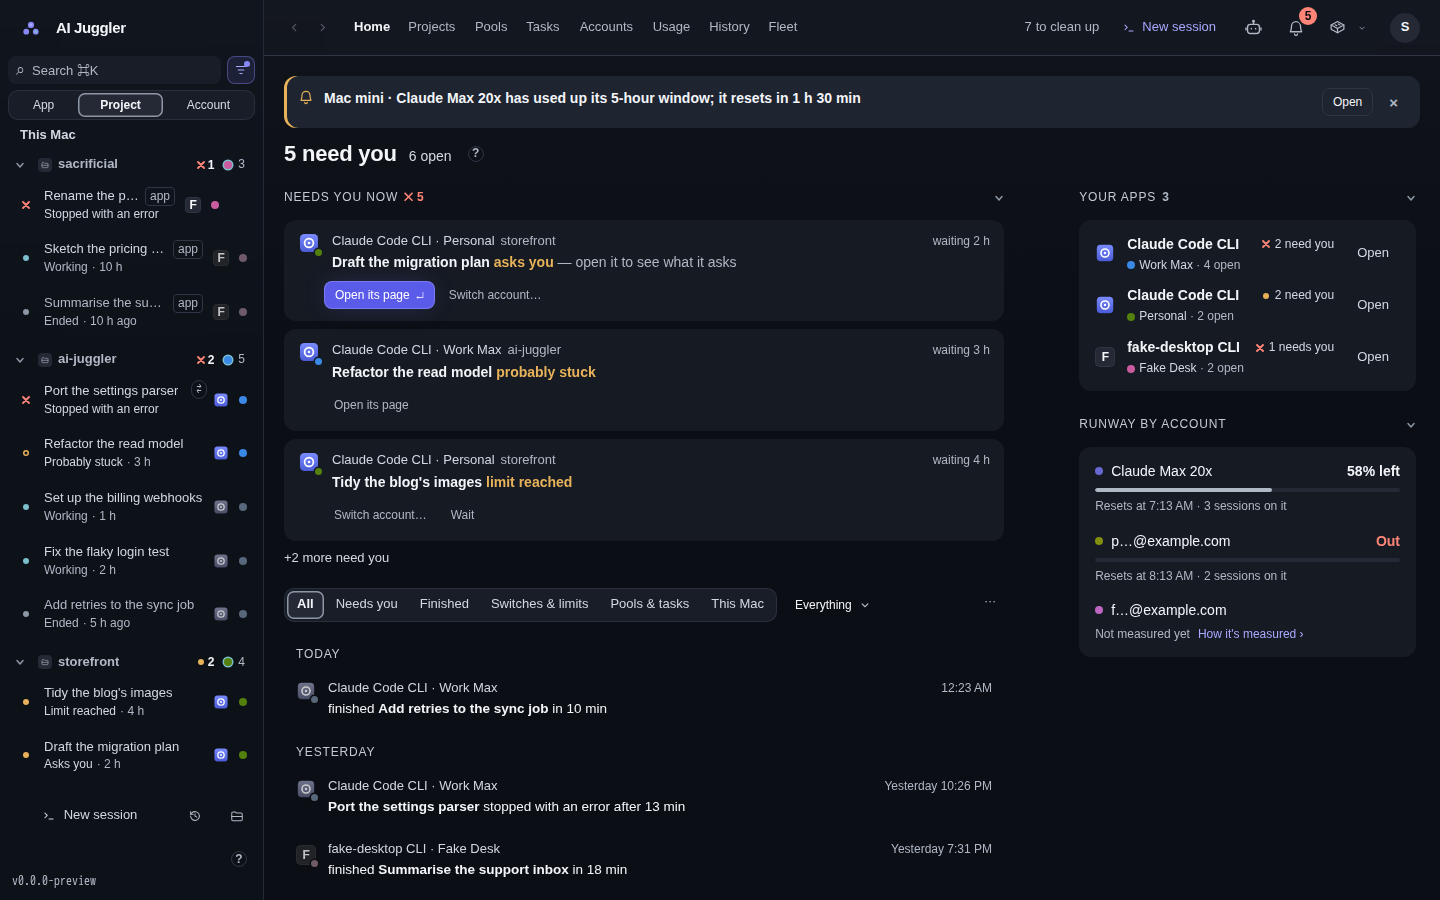 AI Juggler
Search ⌘K
App Project Account
This Mac
sacrificial 1 3
Rename the p… app F
Stopped with an error
Sketch the pricing … app F
Working · 10 h
Summarise the su… app F
Ended · 10 h ago
ai-juggler 2 5
Port the settings parser
Stopped with an error
Refactor the read model
Probably stuck · 3 h
Set up the billing webhooks
Working · 1 h
Fix the flaky login test
Working · 2 h
Add retries to the sync job
Ended · 5 h ago
storefront 2 4
Tidy the blog's images
Limit reached · 4 h
Draft the migration plan
Asks you · 2 h
New session
?
v0.0.0-preview
Home Projects Pools Tasks Accounts Usage History Fleet
7 to clean up New session 5 S
Mac mini · Claude Max 20x has used up its 5-hour window; it resets in 1 h 30 min
Open ×
5 need you 6 open ?
NEEDS YOU NOW 5
Claude Code CLI · Personal storefront waiting 2 h
Draft the migration plan asks you — open it to see what it asks
Open its page Switch account…
Claude Code CLI · Work Max ai-juggler waiting 3 h
Refactor the read model probably stuck
Open its page
Claude Code CLI · Personal storefront waiting 4 h
Tidy the blog's images limit reached
Switch account… Wait
+2 more need you
All Needs you Finished Switches & limits Pools & tasks This Mac Everything ···
TODAY
Claude Code CLI · Work Max 12:23 AM
finished Add retries to the sync job in 10 min
YESTERDAY
Claude Code CLI · Work Max Yesterday 10:26 PM
Port the settings parser stopped with an error after 13 min
F fake-desktop CLI · Fake Desk Yesterday 7:31 PM
finished Summarise the support inbox in 18 min
YOUR APPS 3
Claude Code CLI 2 need you Open
Work Max · 4 open
Claude Code CLI 2 need you Open
Personal · 2 open
F fake-desktop CLI 1 needs you Open
Fake Desk · 2 open
RUNWAY BY ACCOUNT
Claude Max 20x 58% left
Resets at 7:13 AM · 3 sessions on it
p…@example.com Out
Resets at 8:13 AM · 2 sessions on it
f…@example.com
Not measured yet How it's measured ›